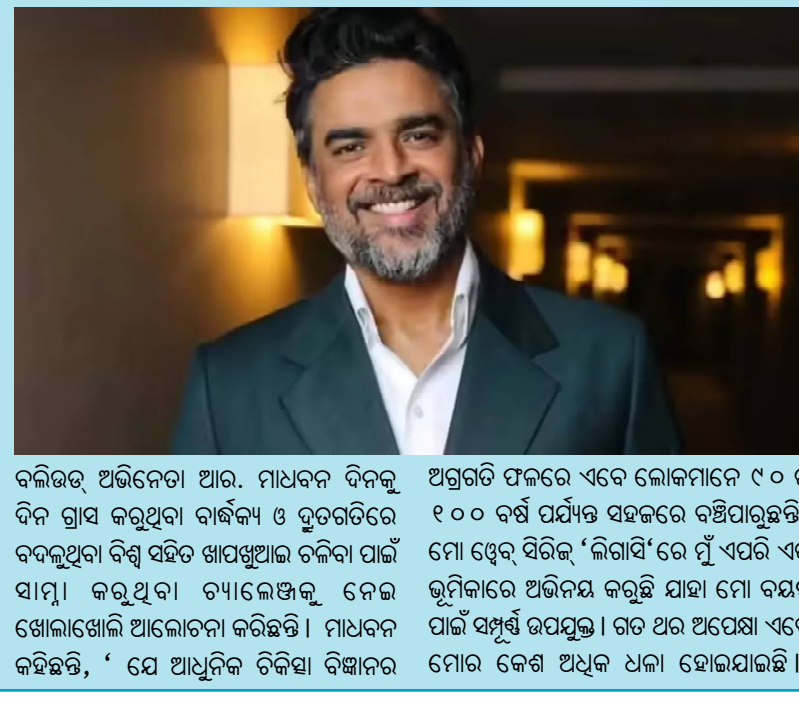 ବଲିଉଡ୍ ଅଭିନେତା ଆର. ମାଧବନ ଦିନକୁ
ଦିନ ଗ୍ରାସ କରୁଥିବା ବାର୍ଦ୍ଧକ୍ୟ ଓ ଦ୍ରୁତଗତିରେ
ବଦଳୁଥିବା ବିଶ୍ୱ ସହିତ ଖାପଖୁଆଇ ଚଳିବା ପାଇଁ
ସାମ୍ନା କରୁଥିବା ଚ୍ୟାଲେଞ୍ଜକୁ ନେଇ
ଖୋଲାଖୋଲି ଆଲୋଚନା କରିଛନ୍ତି। ମାଧବନ
କହିଛନ୍ତି, ‘ ଯେ ଆଧୁନିକ ଚିକିତ୍ସା ବିଜ୍ଞାନର
ଅଗ୍ରଗତି ଫଳରେ ଏବେ ଲୋକମାନେ ୯୦
୧୦୦ ବର୍ଷ ପର୍ଯ୍ୟନ୍ତ ସହଜରେ ବଞ୍ଚିପାରୁଛନ୍ତି
ମୋ ୱେବ୍ ସିରିଜ୍ ‘ଲିଗାସି‘ରେ ମୁଁ ଏପରି
ଭୂମିକାରେ ଅଭିନୟ କରୁଛି ଯାହା ମୋ
ପାଇଁ ସମ୍ପୂର୍ଣ୍ଣ ଉପଯୁକ୍ତ। ଗତ ଥର ଅପେକ୍ଷା
ମୋର କେଶ ଅଧିକ ଧଳା ହୋଇଯାଇଛି।